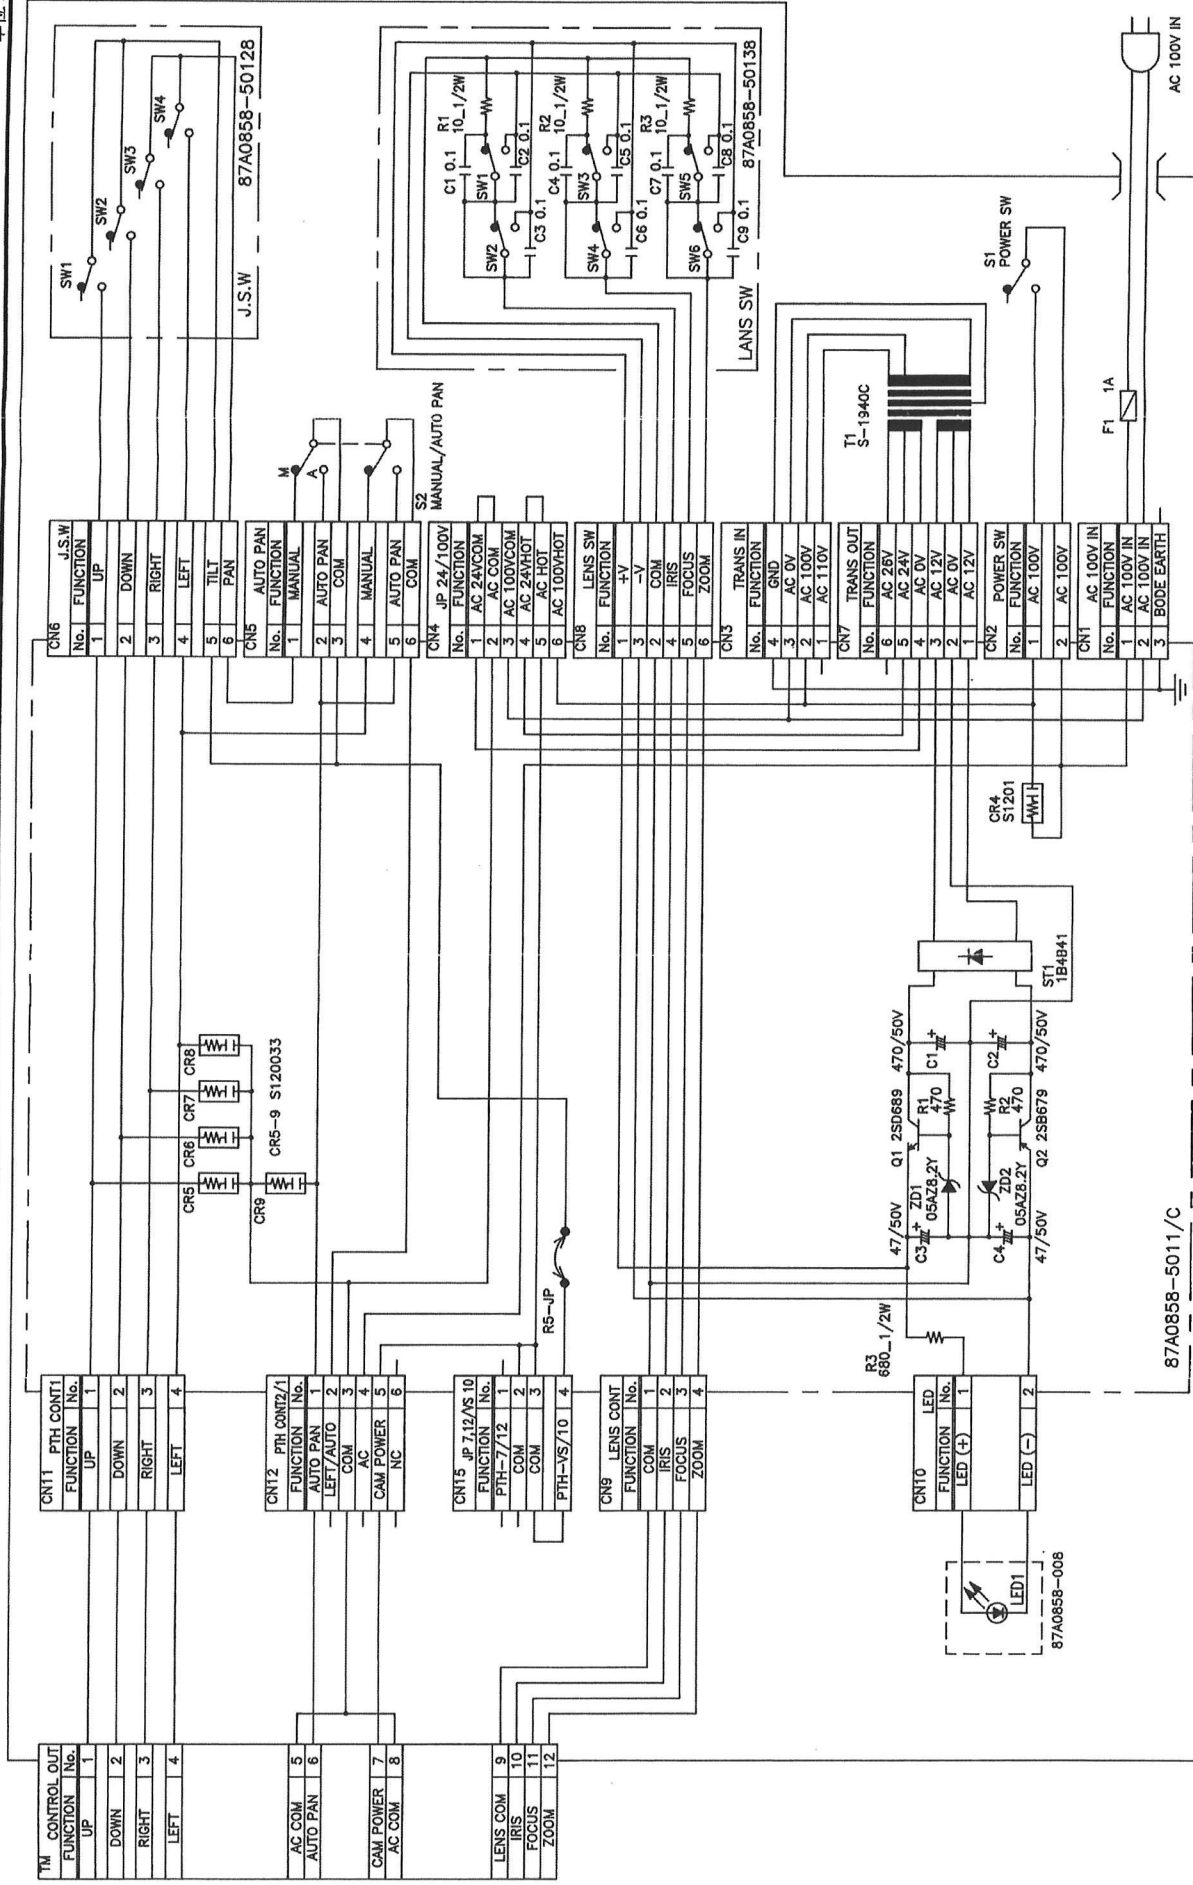 TM CONTROL OUT
FUNCTION No.
UP 1
DOWN 2
RIGHT 3
LEFT 4
AC COM 5
AUTO PAN 6
CAM POWER 7
AC COM 8
LENS COM 9
IRIS 10
FOCUS 11
ZOOM 12
CN11 PTH CONT1
FUNCTION No.
UP 1
DOWN 2
RIGHT 3
LEFT 4
CN12 PTH CONT2/1
FUNCTION No.
AUTO PAN 1
LEFT/AUTO 2
COM 3
AC 4
CAM POWER 5
NC 6
CN15 JP 7,12/VS 10
FUNCTION No.
PTH-7/12 1
COM 2
COM 3
PTH-VS/10 4
CN9 LENS CONT
FUNCTION No.
COM 1
IRIS 2
FOCUS 3
ZOOM 4
CN10 LED
FUNCTION No.
LED (+) 1
LED (-) 2
LED1
87A0858-008
CR5
CR6
CR7
CR8
CR9
CR5-9 S120033
R5-JP
R3
680_1/2W
47/50V
C3
+
ZD1
05AZ8.2Y
Q1 2SD689
R1
470
470/50V
C1
+
C4
+
47/50V
ZD2
05AZ8.2Y
Q2 2SB679
R2
470
C2
+
470/50V
ST1
1B4B41
CR4
S1201
87A0858-5011/C
CN6 J.S.W
No. FUNCTION
1 UP
2 DOWN
3 RIGHT
4 LEFT
5 TILT
6 PAN
CN5 AUTO PAN
No. FUNCTION
1 MANUAL
2 AUTO PAN
3 COM
4 MANUAL
5 AUTO PAN
6 COM
CN4 JP 24/100V
No. FUNCTION
1 AC 24VCOM
2 AC COM
3 AC 100VCOM
4 AC 24VHOT
5 AC HOT
6 AC 100VHOT
CN8 LENS SW
No. FUNCTION
1 +V
3 -V
2 COM
4 IRIS
5 FOCUS
6 ZOOM
CN3 TRANS IN
No. FUNCTION
4 GND
3 AC 0V
2 AC 100V
1 AC 110V
CN7 TRANS OUT
No. FUNCTION
6 AC 26V
5 AC 24V
4 AC 0V
3 AC 12V
2 AC 0V
1 AC 12V
CN2 POWER SW
No. FUNCTION
1 AC 100V
2 AC 100V
CN1 AC 100V IN
No. FUNCTION
1 AC 100V IN
2 AC 100V IN
3 BODE EARTH
SW1
SW2
SW3
SW4
J.S.W
87A0858-50128
M
A
S2
MANUAL/AUTO PAN
R1
10_1/2W
C1 0.1
SW1
C2 0.1
SW2
C3 0.1
R2
10_1/2W
C4 0.1
SW3
C5 0.1
SW4
C6 0.1
R3
10_1/2W
C7 0.1
SW5
C8 0.1
SW6
C9 0.1
LANS SW
87A0858-50138
T1
S-1940C
S1
POWER SW
F1 1A
AC 100V IN